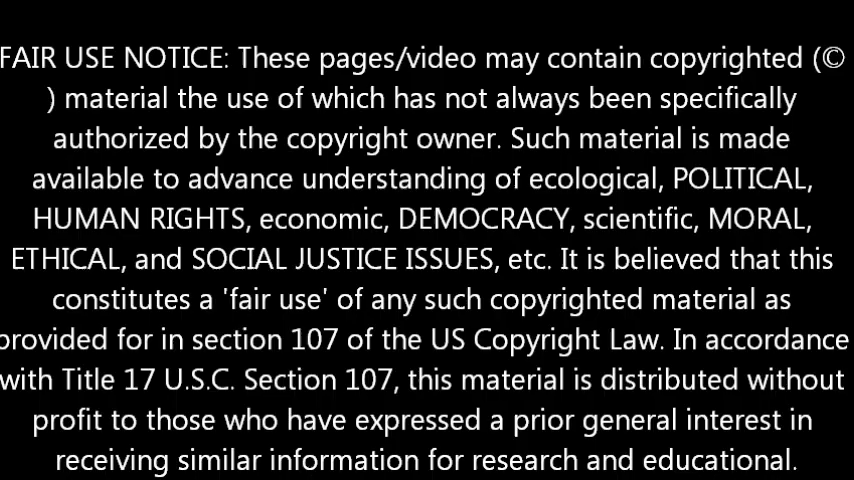 FAIR USE NOTICE: These pages/video may contain copyrighted (©
) material the use of which has not always been specifically
authorized by the copyright owner. Such material is made
available to advance understanding of ecological, POLITICAL,
HUMAN RIGHTS, economic, DEMOCRACY, scientific, MORAL,
ETHICAL, and SOCIAL JUSTICE ISSUES, etc. It is believed that this
constitutes a 'fair use' of any such copyrighted material as
provided for in section 107 of the US Copyright Law. In accordance
with Title 17 U.S.C. Section 107, this material is distributed without
profit to those who have expressed a prior general interest in
receiving similar information for research and educational.